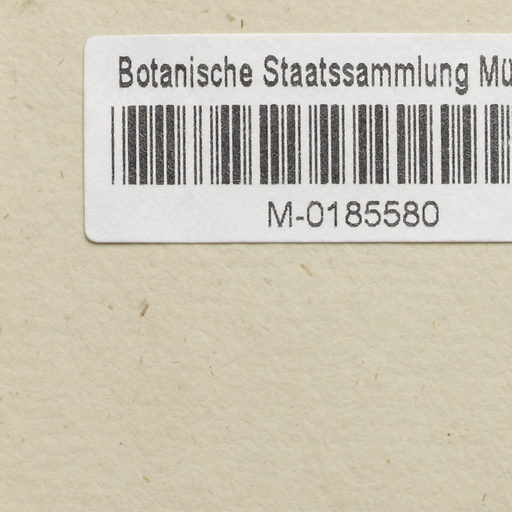 Botanische Staatssammlung Mü
M-0185580